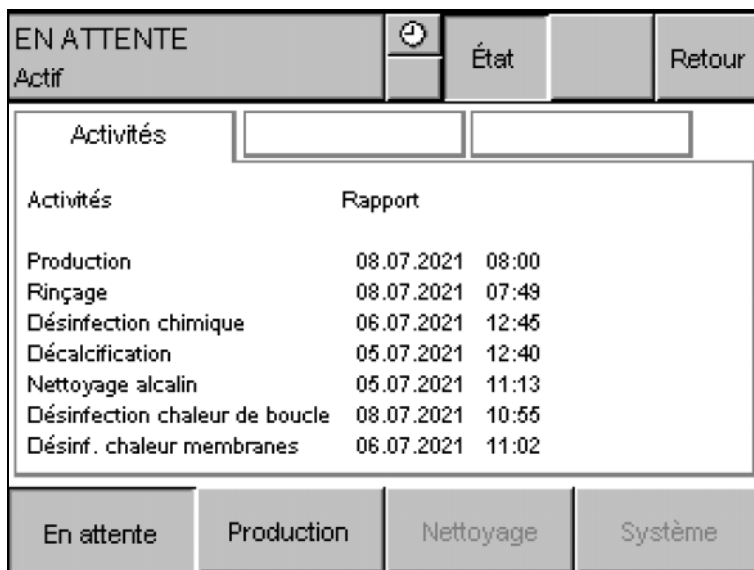 EN ATTENTE
Actif
État
Retour
Activités
Activités Rapport
Production 08.07.2021 08:00
Rinçage 08.07.2021 07:49
Désinfection chimique 06.07.2021 12:45
Décalcification 05.07.2021 12:40
Nettoyage alcalin 05.07.2021 11:13
Désinfection chaleur de boucle 08.07.2021 10:55
Désinf. chaleur membranes 06.07.2021 11:02
En attente Production Nettoyage Système